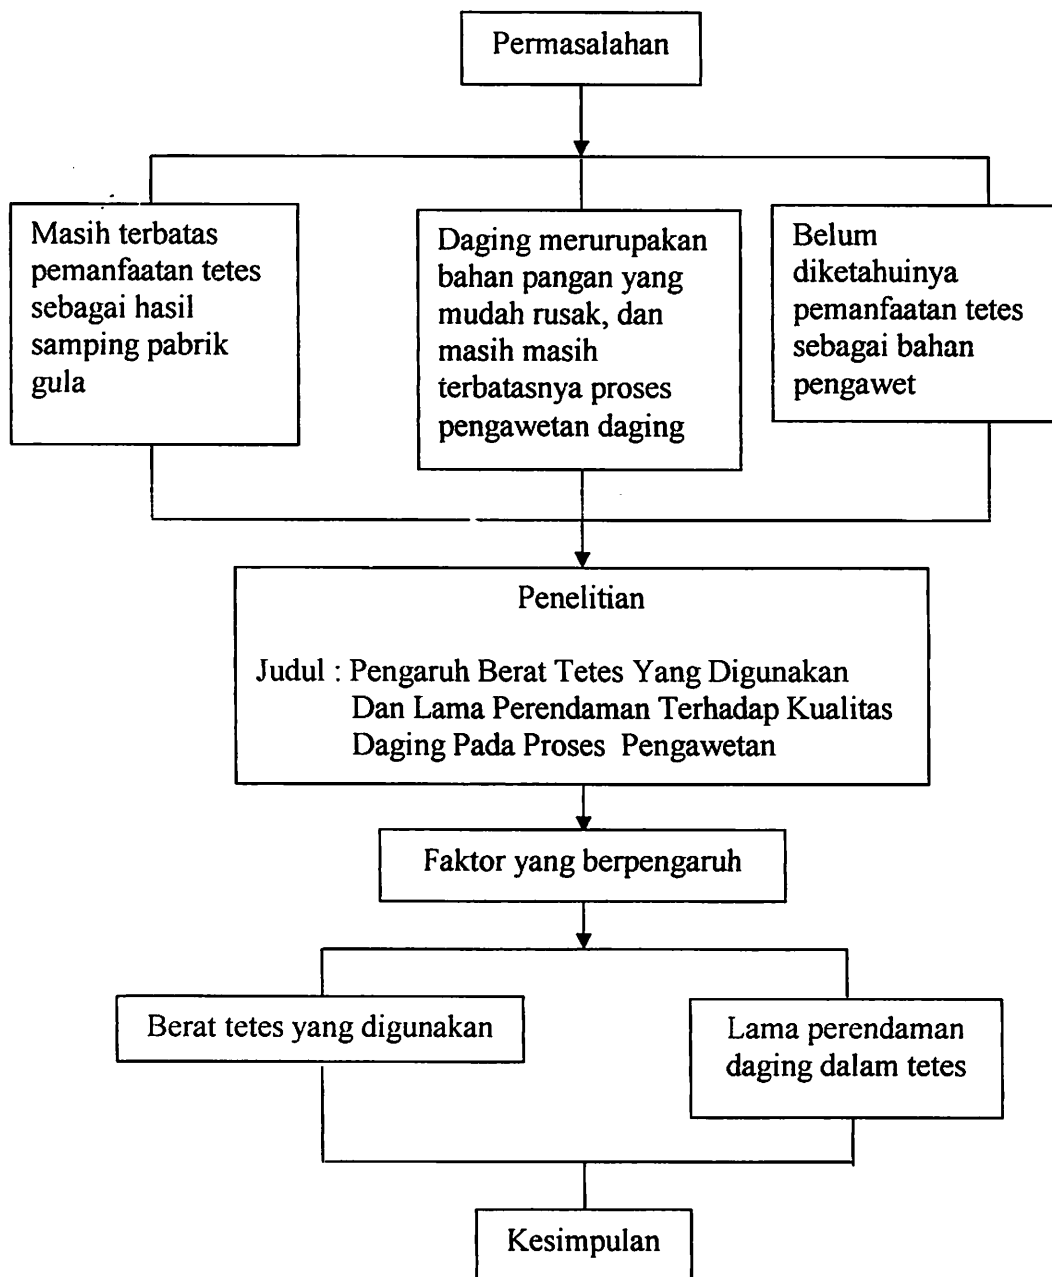 Permasalahan
Masih terbatas
pemanfaatan tetes
sebagai hasil
samping pabrik
gula
Daging merurupakan
bahan pangan yang
mudah rusak, dan
masih masih
terbatasnya proses
pengawetan daging
Belum
diketahuinya
pemanfaatan tetes
sebagai bahan
pengawet
Penelitian
Judul : Pengaruh Berat Tetes Yang Digunakan
Dan Lama Perendaman Terhadap Kualitas
Daging Pada Proses Pengawetan
Faktor yang berpengaruh
Berat tetes yang digunakan
Lama perendaman
daging dalam tetes
Kesimpulan